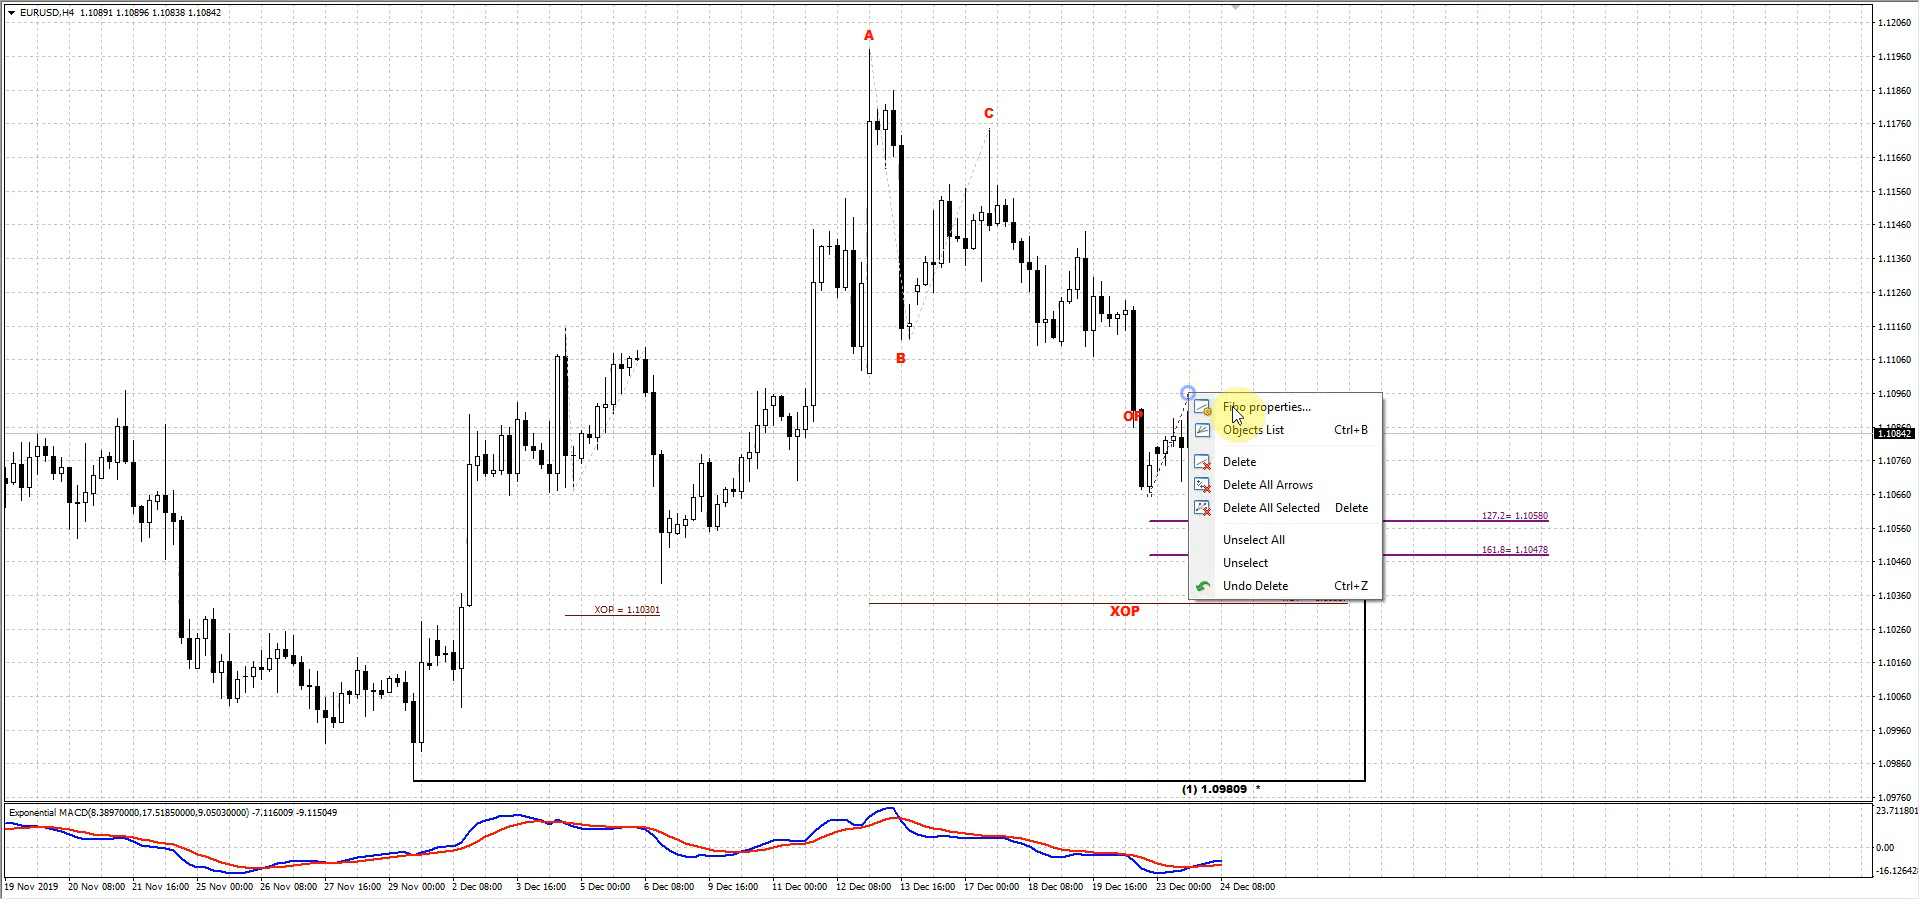 EURUSD,H4 1.10891 1.10896 1.10838 1.10842
1.12060
1.11960
1.11860
1.11760
1.11660
1.11560
1.11460
1.11360
1.11260
1.11160
1.11060
1.10960
1.10842
1.10760
1.10660
1.10560
1.10460
1.10360
1.10260
1.10160
1.10060
1.09960
1.09860
1.09760
A
C
B
OP
Fibo properties...
Objects List Ctrl+B
Delete
Delete All Arrows
Delete All Selected Delete
Unselect All
Unselect
Undo Delete Ctrl+Z
127.2= 1.10580
161.8= 1.10478
XOP = 1.10301
XOP
(1) 1.09809 *
Exponential MACD(8.38970000,17.51850000,9.05030000) -7.116009 -9.115049
23.711801
0.00
-16.12642
19 Nov 2019 20 Nov 08:00 21 Nov 16:00 25 Nov 00:00 26 Nov 08:00 27 Nov 16:00 29 Nov 00:00 2 Dec 08:00 3 Dec 16:00 5 Dec 00:00 6 Dec 08:00 9 Dec 16:00 11 Dec 00:00 12 Dec 08:00 13 Dec 16:00 17 Dec 00:00 18 Dec 08:00 19 Dec 16:00 23 Dec 00:00 24 Dec 08:00